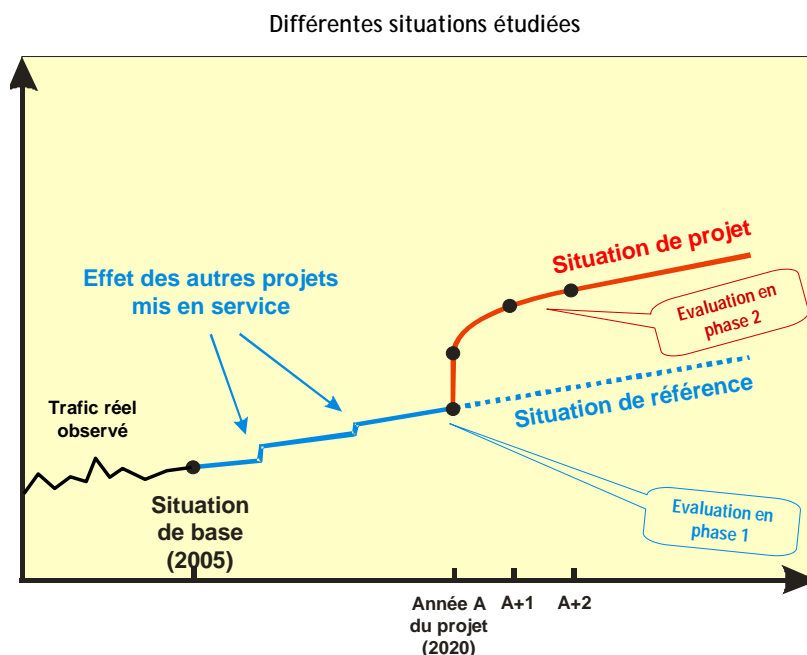 Différentes situations étudiées
Situation de projet
Effet des autres projets
mis en service
Evaluation en
phase 2
Trafic réel
observé
Situation de référence
Situation
de base
(2005)
Evaluation en
phase 1
Année A
du projet
(2020)
A+1
A+2